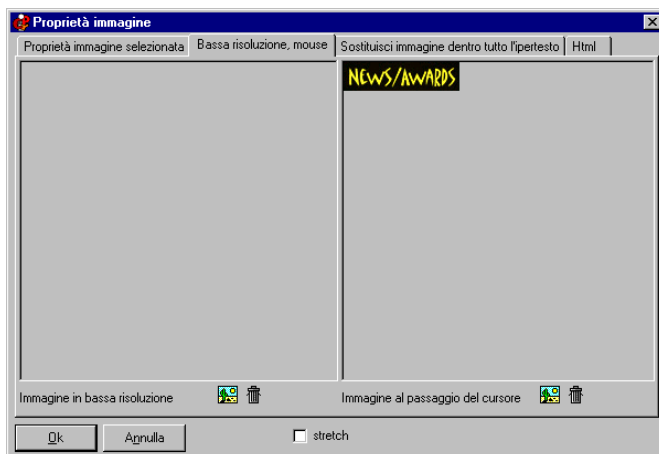 Proprietà immagine
Proprietà immagine selezionata
Bassa risoluzione, mouse
Sostituisci immagine dentro tutto l'ipertesto
Html
NEWS/AWARDS
Immagine in bassa risoluzione
Immagine al passaggio del cursore
Ok
Annulla
stretch